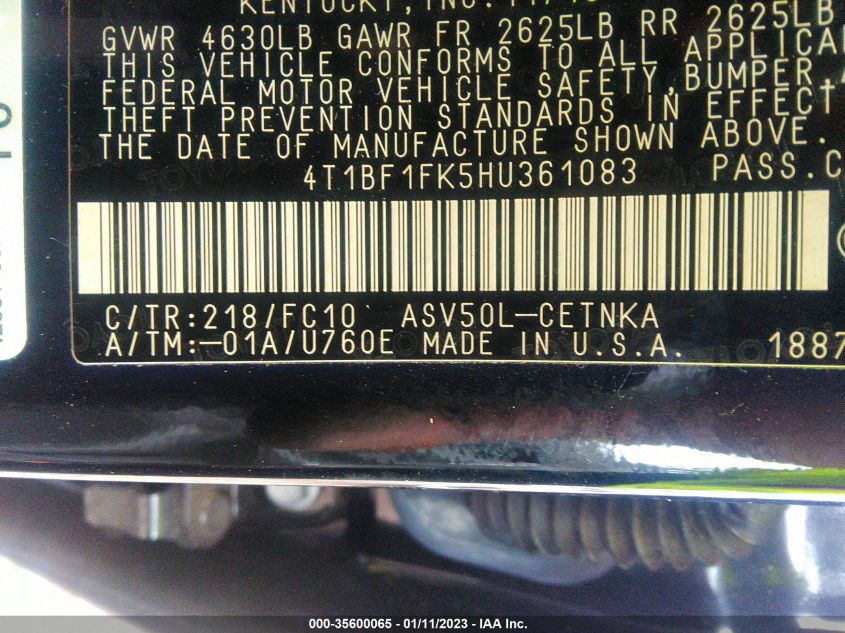 KENTUCKY, INC.
GVWR 4630LB GAWR FR 2625LB RR 2625LB
THIS VEHICLE CONFORMS TO ALL APPLICA
FEDERAL MOTOR VEHICLE SAFETY, BUMPER,
THEFT PREVENTION STANDARDS IN EFFECT
THE DATE OF MANUFACTURE SHOWN ABOVE.
4T1BF1FK5HU361083 PASS.C
C/TR:218/FC10 ASV50L-CETNKA
A/TM:-01A/U760E MADE IN U.S.A. 1887
000-35600065 - 01/11/2023 - IAA Inc.